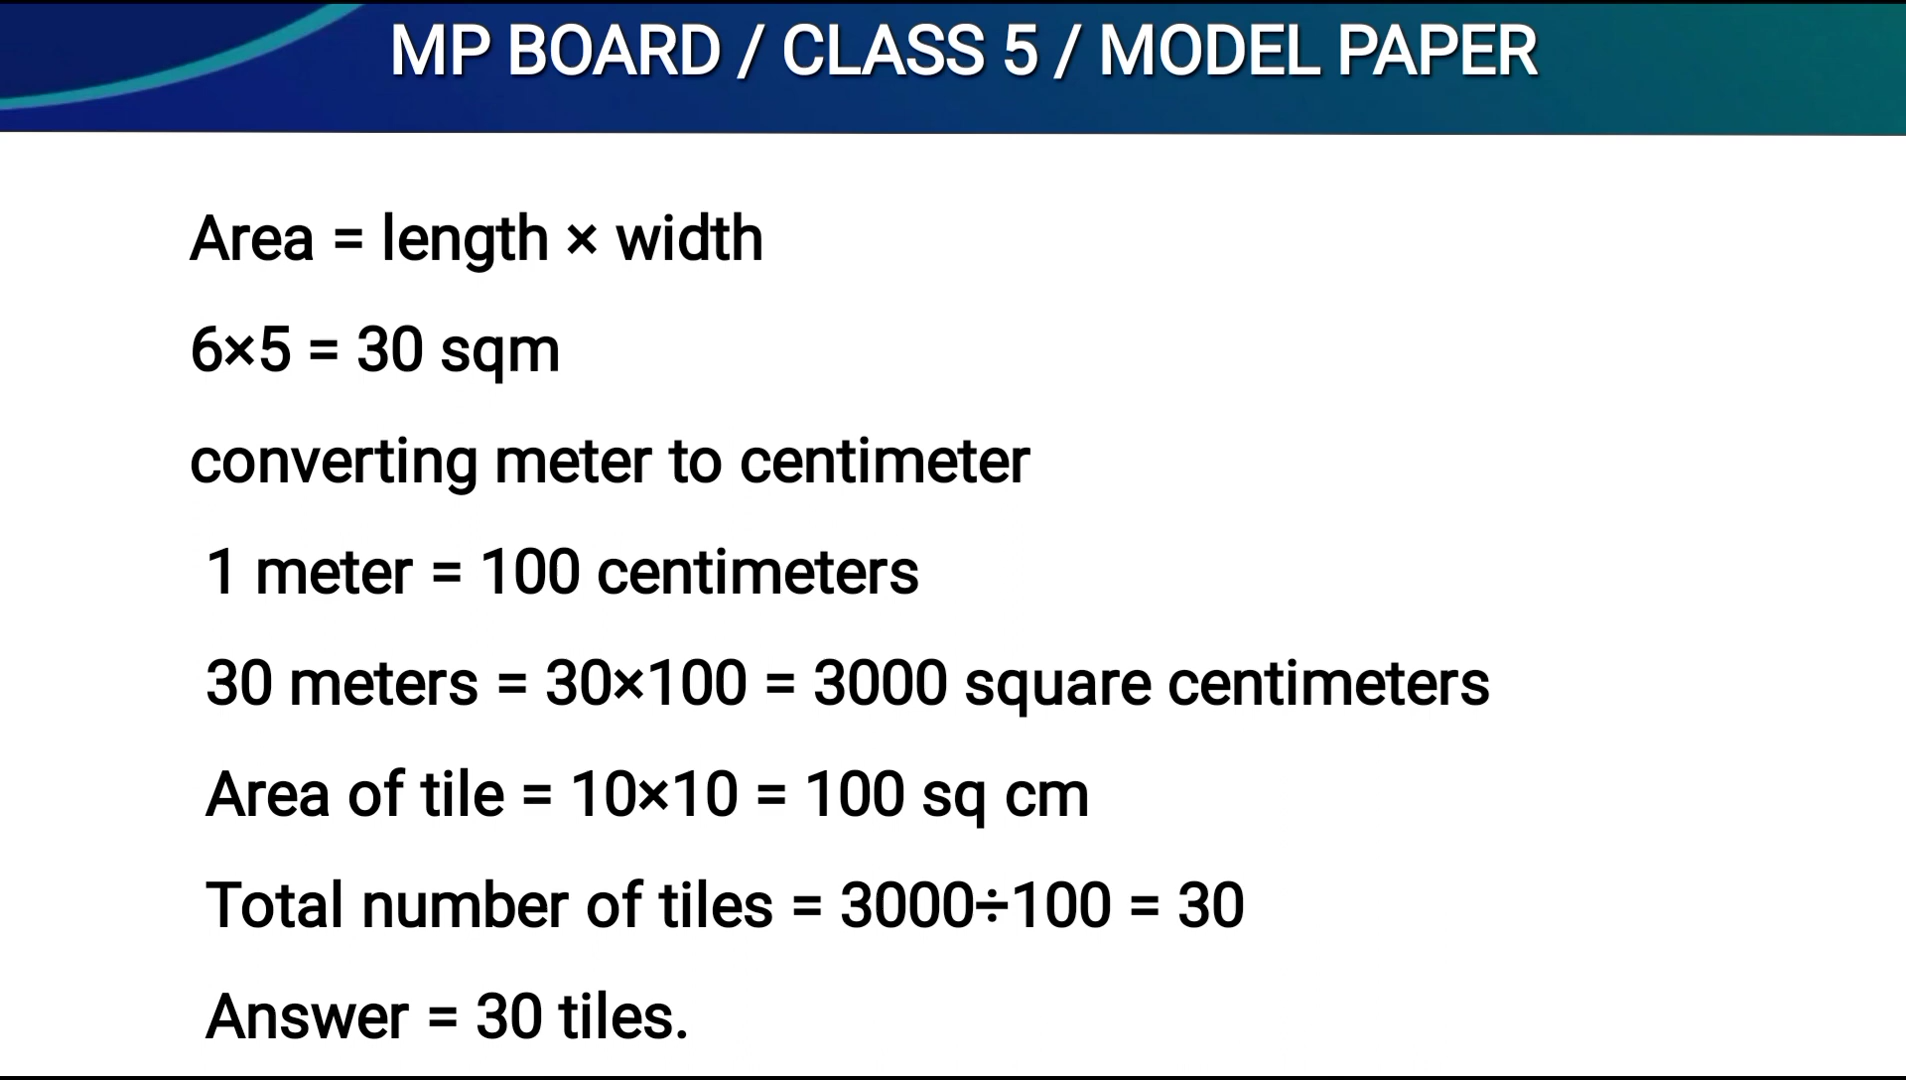 MP BOARD / CLASS 5 / MODEL PAPER
Area = length × width
6×5 = 30 sqm
converting meter to centimeter
1 meter = 100 centimeters
30 meters = 30×100 = 3000 square centimeters
Area of tile = 10×10 = 100 sq cm
Total number of tiles = 3000÷100 = 30
Answer = 30 tiles.